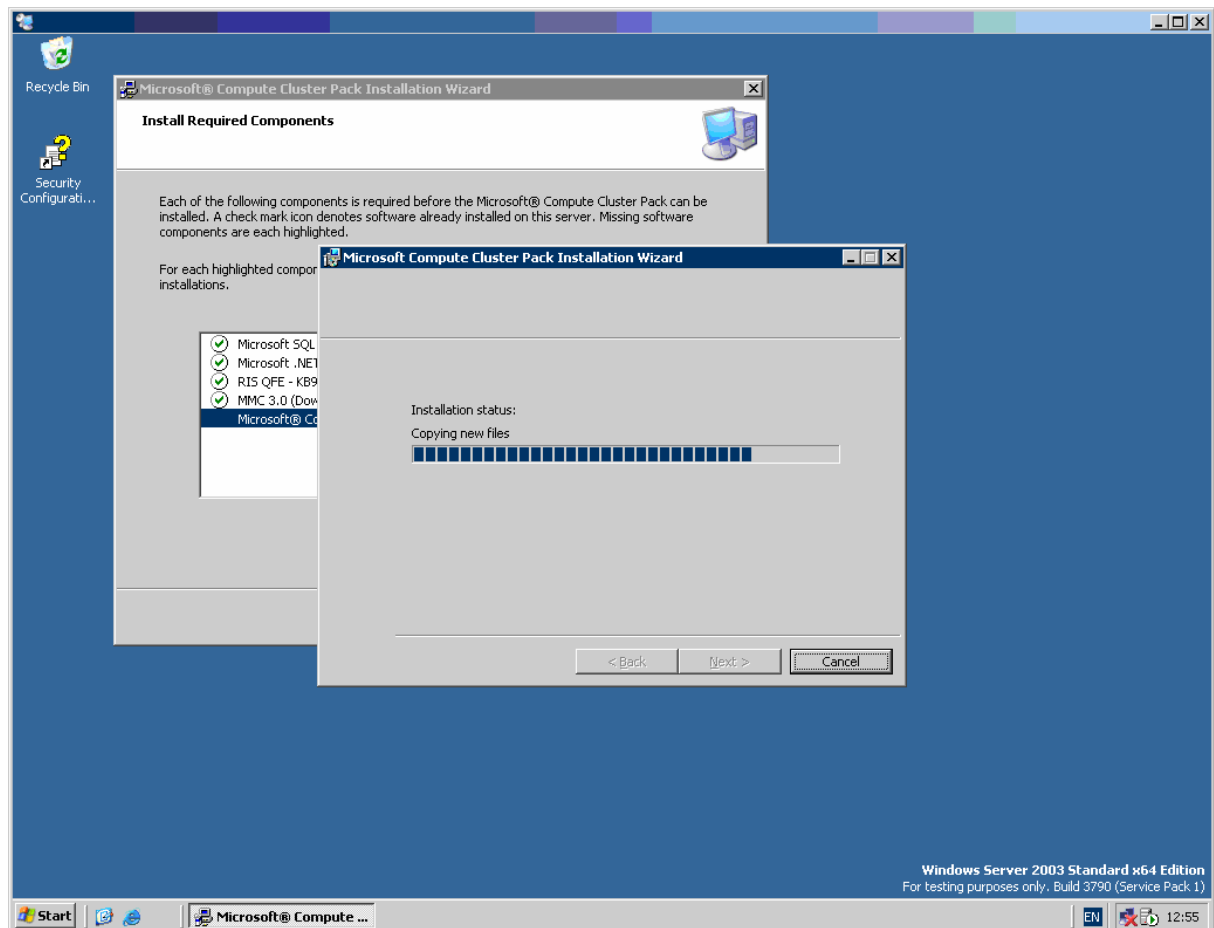 Recycle Bin
Security
Configurati...
Microsoft® Compute Cluster Pack Installation Wizard
Install Required Components
Each of the following components is required before the Microsoft® Compute Cluster Pack can be
installed. A check mark icon denotes software already installed on this server. Missing software
components are each highlighted.
For each highlighted compor
installations.
Microsoft SQL
Microsoft .NET
RIS QFE - KB9
MMC 3.0 (Dow
Microsoft® Co
Microsoft Compute Cluster Pack Installation Wizard
Installation status:
Copying new files
< Back
Next >
Cancel
Windows Server 2003 Standard x64 Edition
For testing purposes only. Build 3790 (Service Pack 1)
Start
Microsoft® Compute ...
EN
12:55